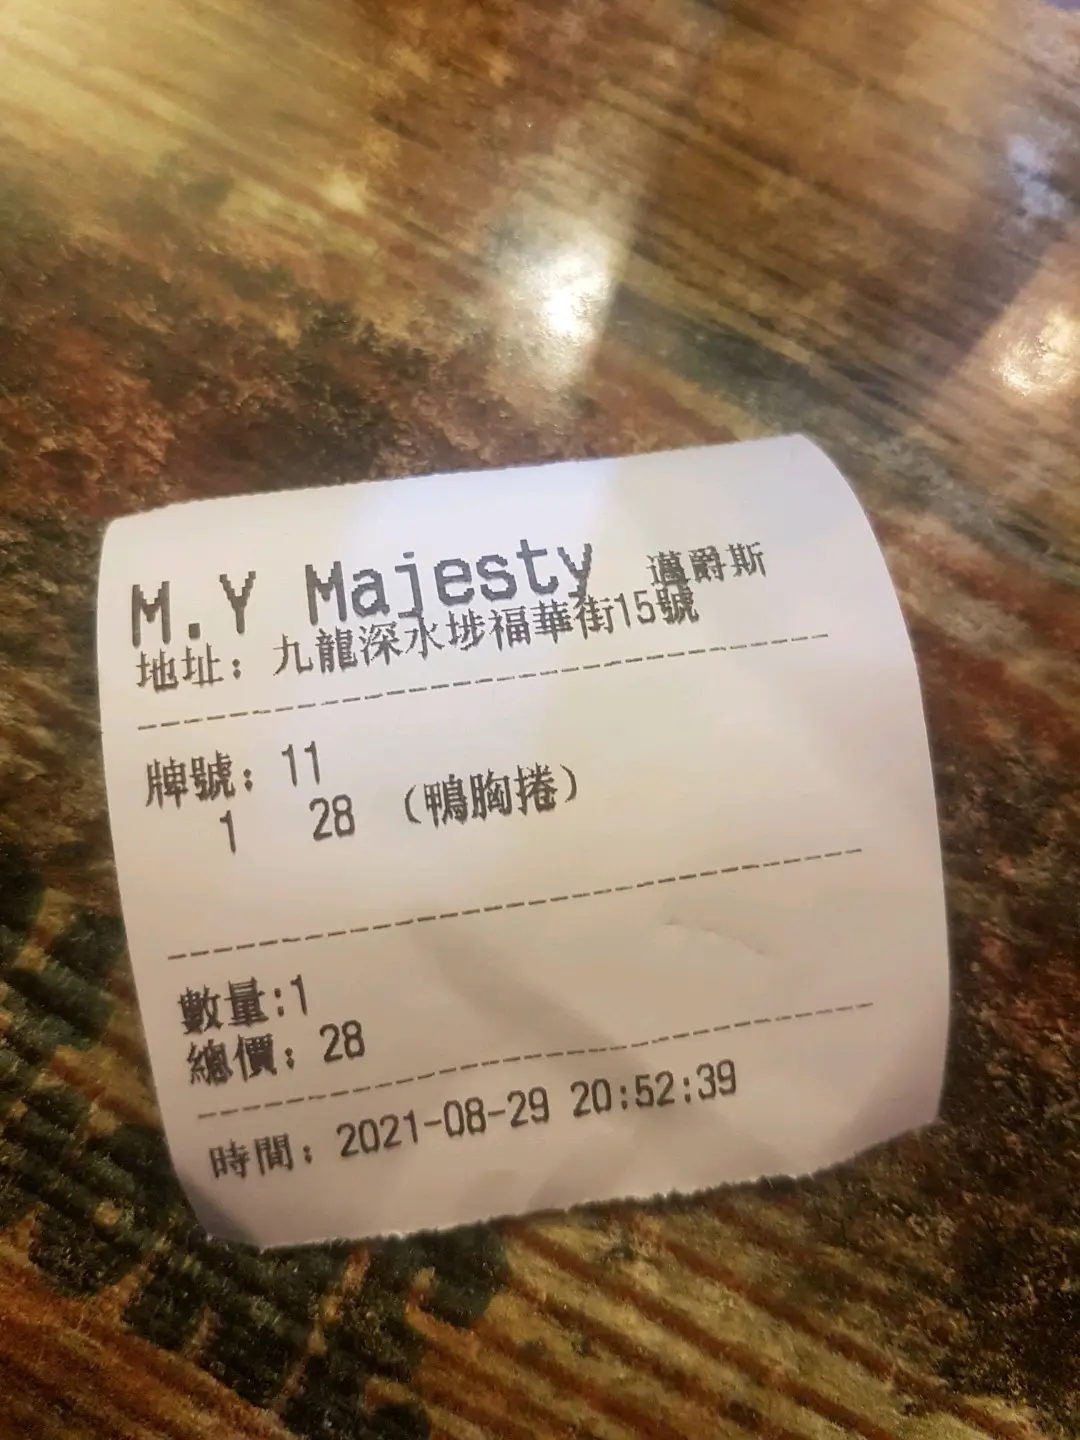 M.Y Majesty 邁爵斯
地址: 九龍深水埗福華街15號
牌號: 11
1 28 (鴨胸捲)
數量:1
總價: 28
時間: 2021-08-29 20:52:39